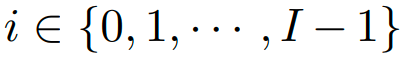 i ∈ {0, 1, ⋯ , I − 1}